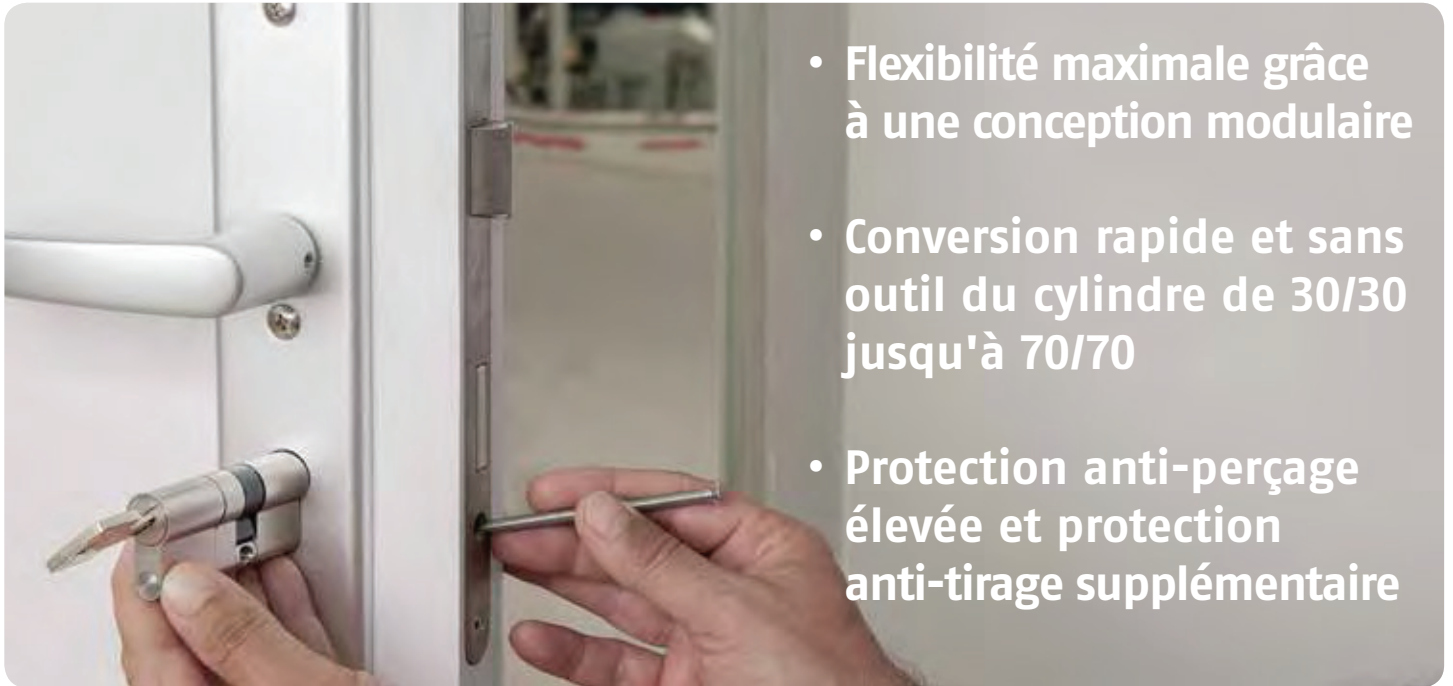 • Flexibilité maximale grâce
à une conception modulaire
• Conversion rapide et sans
outil du cylindre de 30/30
jusqu'à 70/70
• Protection anti-perçage
élevée et protection
anti-tirage supplémentaire